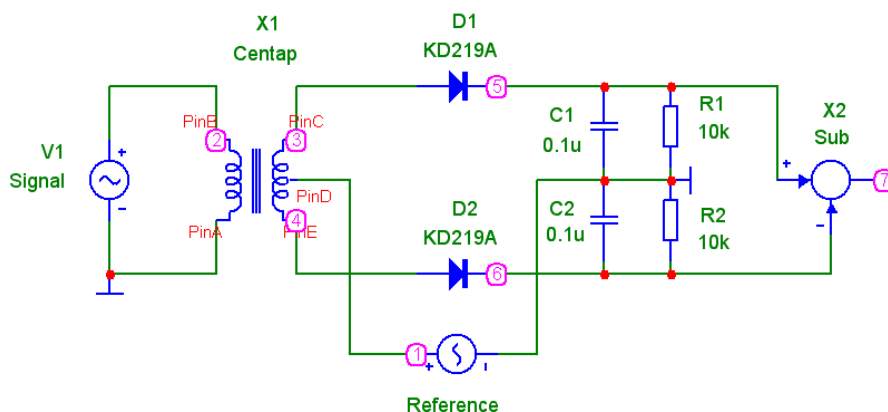 X1
Centap
D1
KD219A
V1
Signal
PinB
2
PinA
PinC
3
PinD
4
PinE
5
C1
0.1u
R1
10k
X2
Sub
+
-
7
D2
KD219A
6
C2
0.1u
R2
10k
+
-
1
+
-
Reference